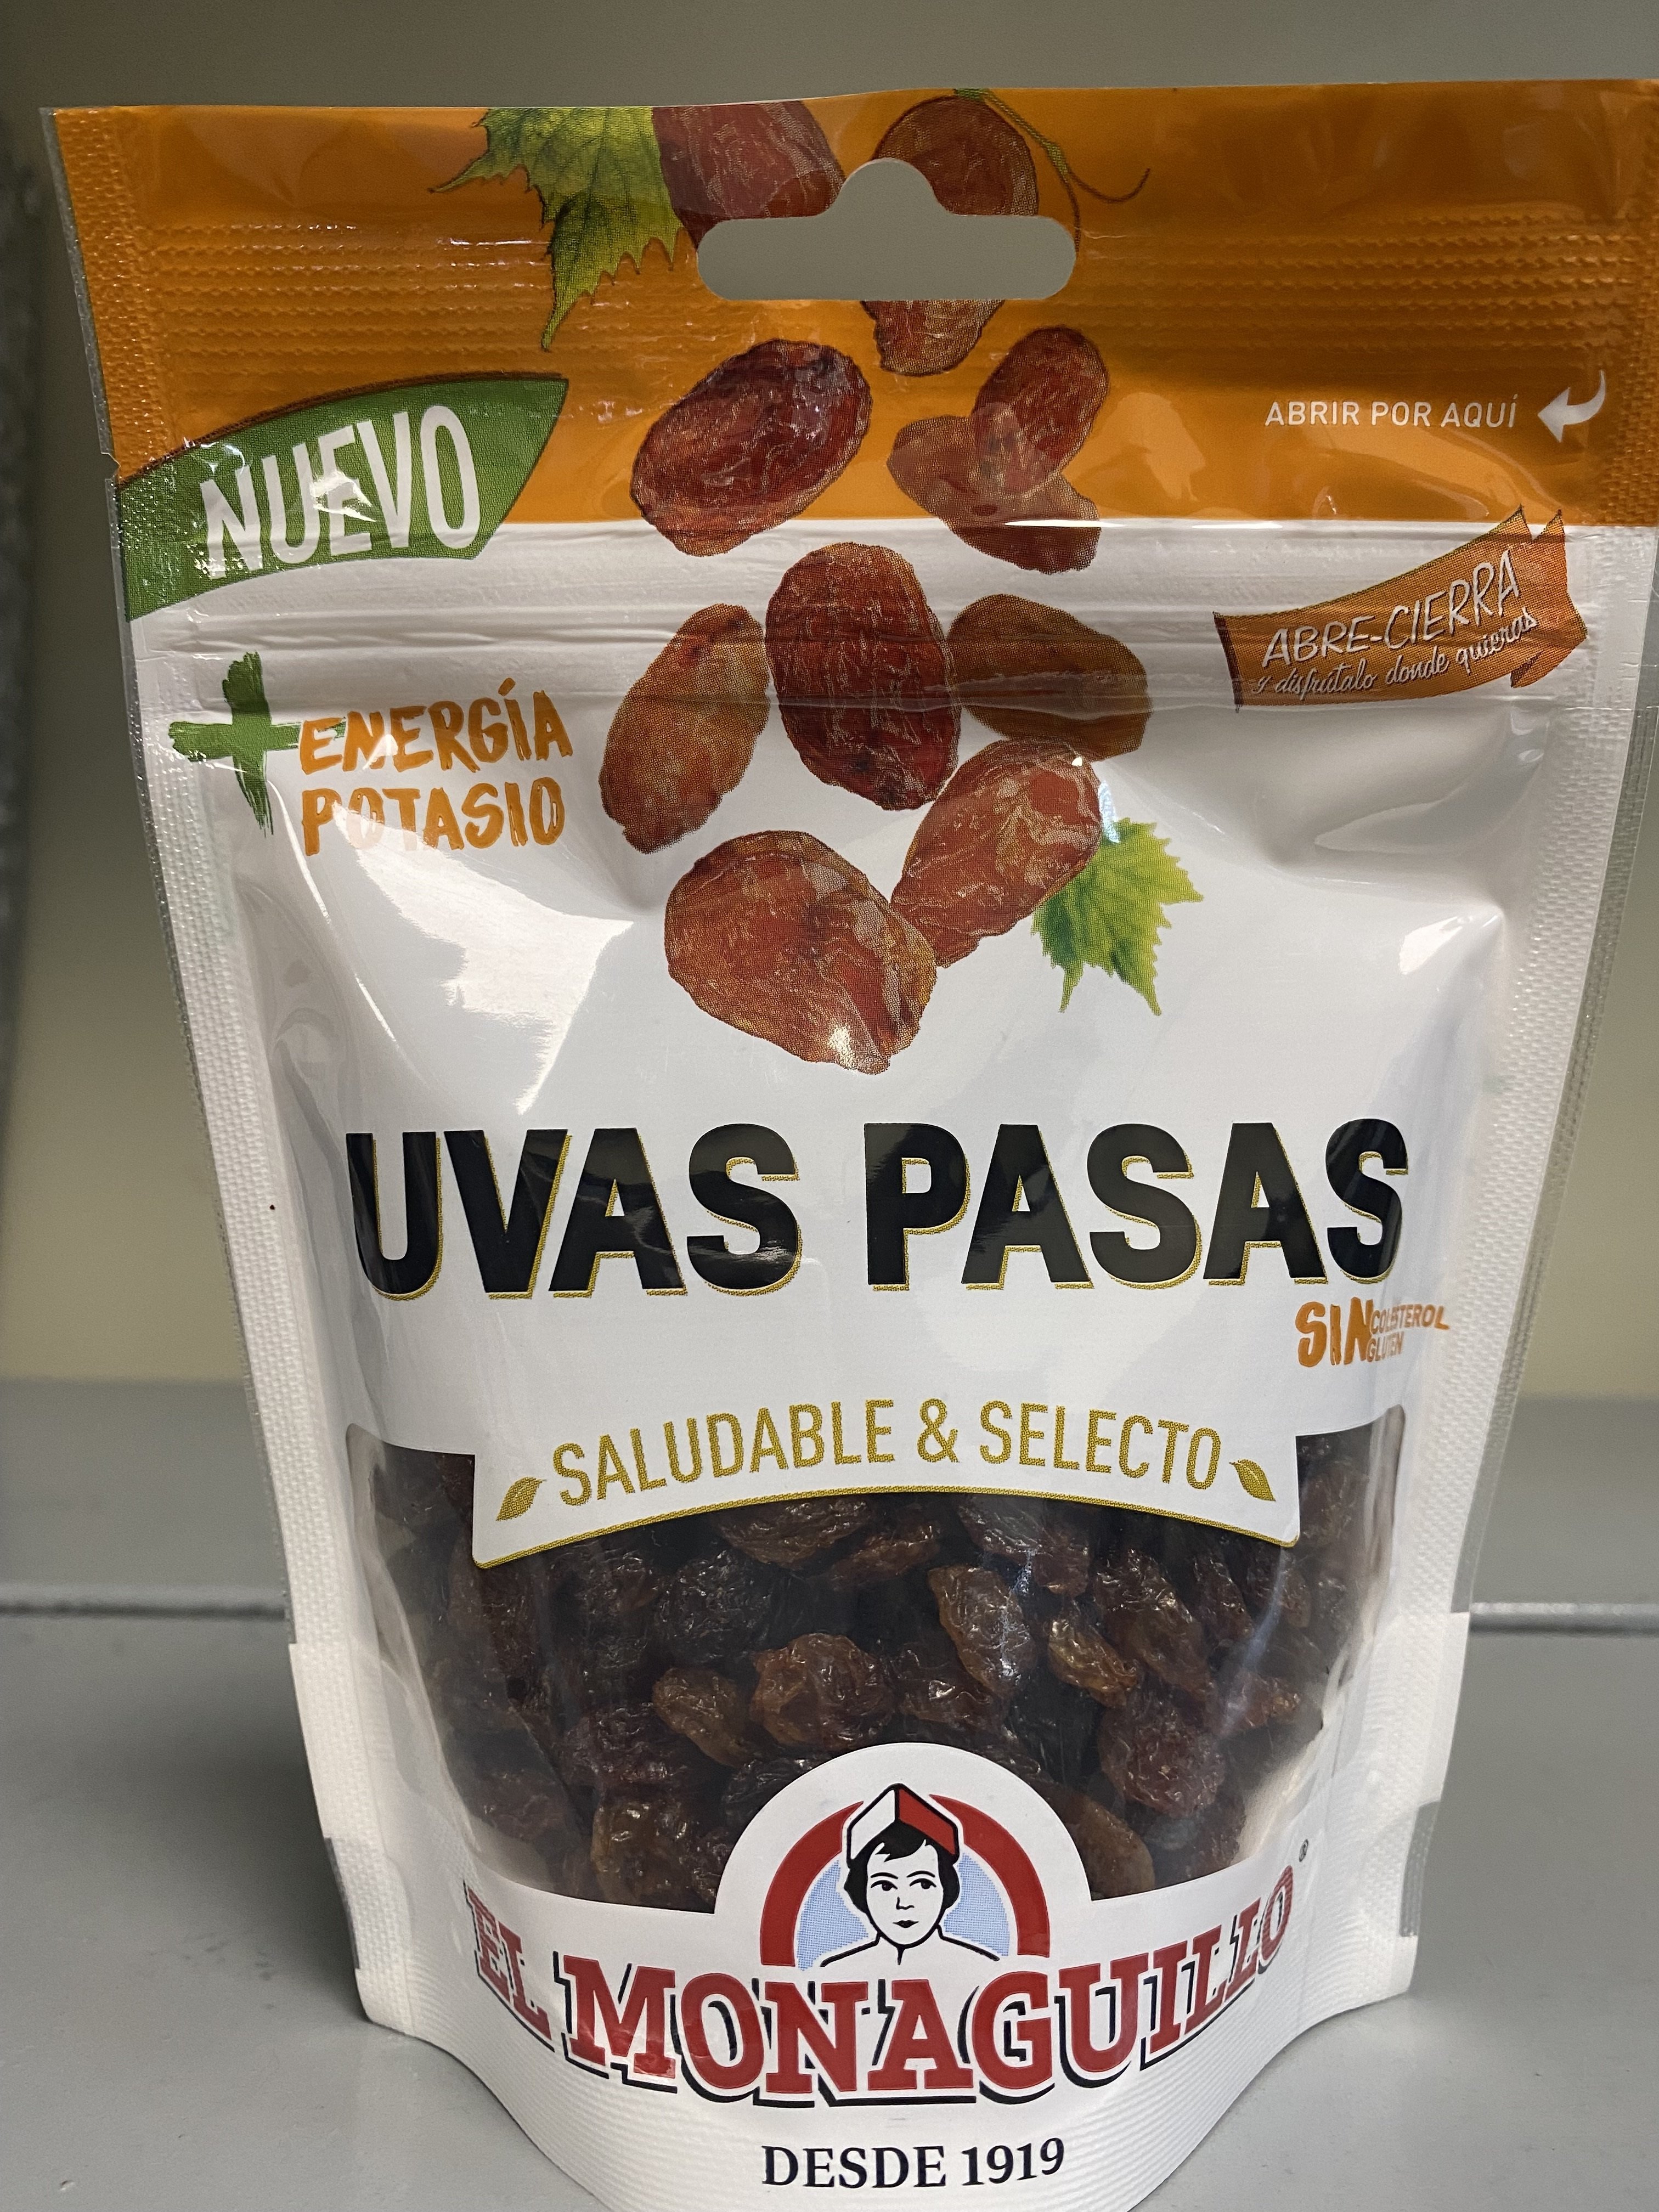 NUEVO
ABRIR POR AQUÍ
ABRE-CIERRA
y disfrútalo donde quieras
+ ENERGÍA
POTASIO
UVAS PASAS
SIN COLESTEROL
GLUTEN
SALUDABLE & SELECTO
EL MONAGUILLO ®
DESDE 1919